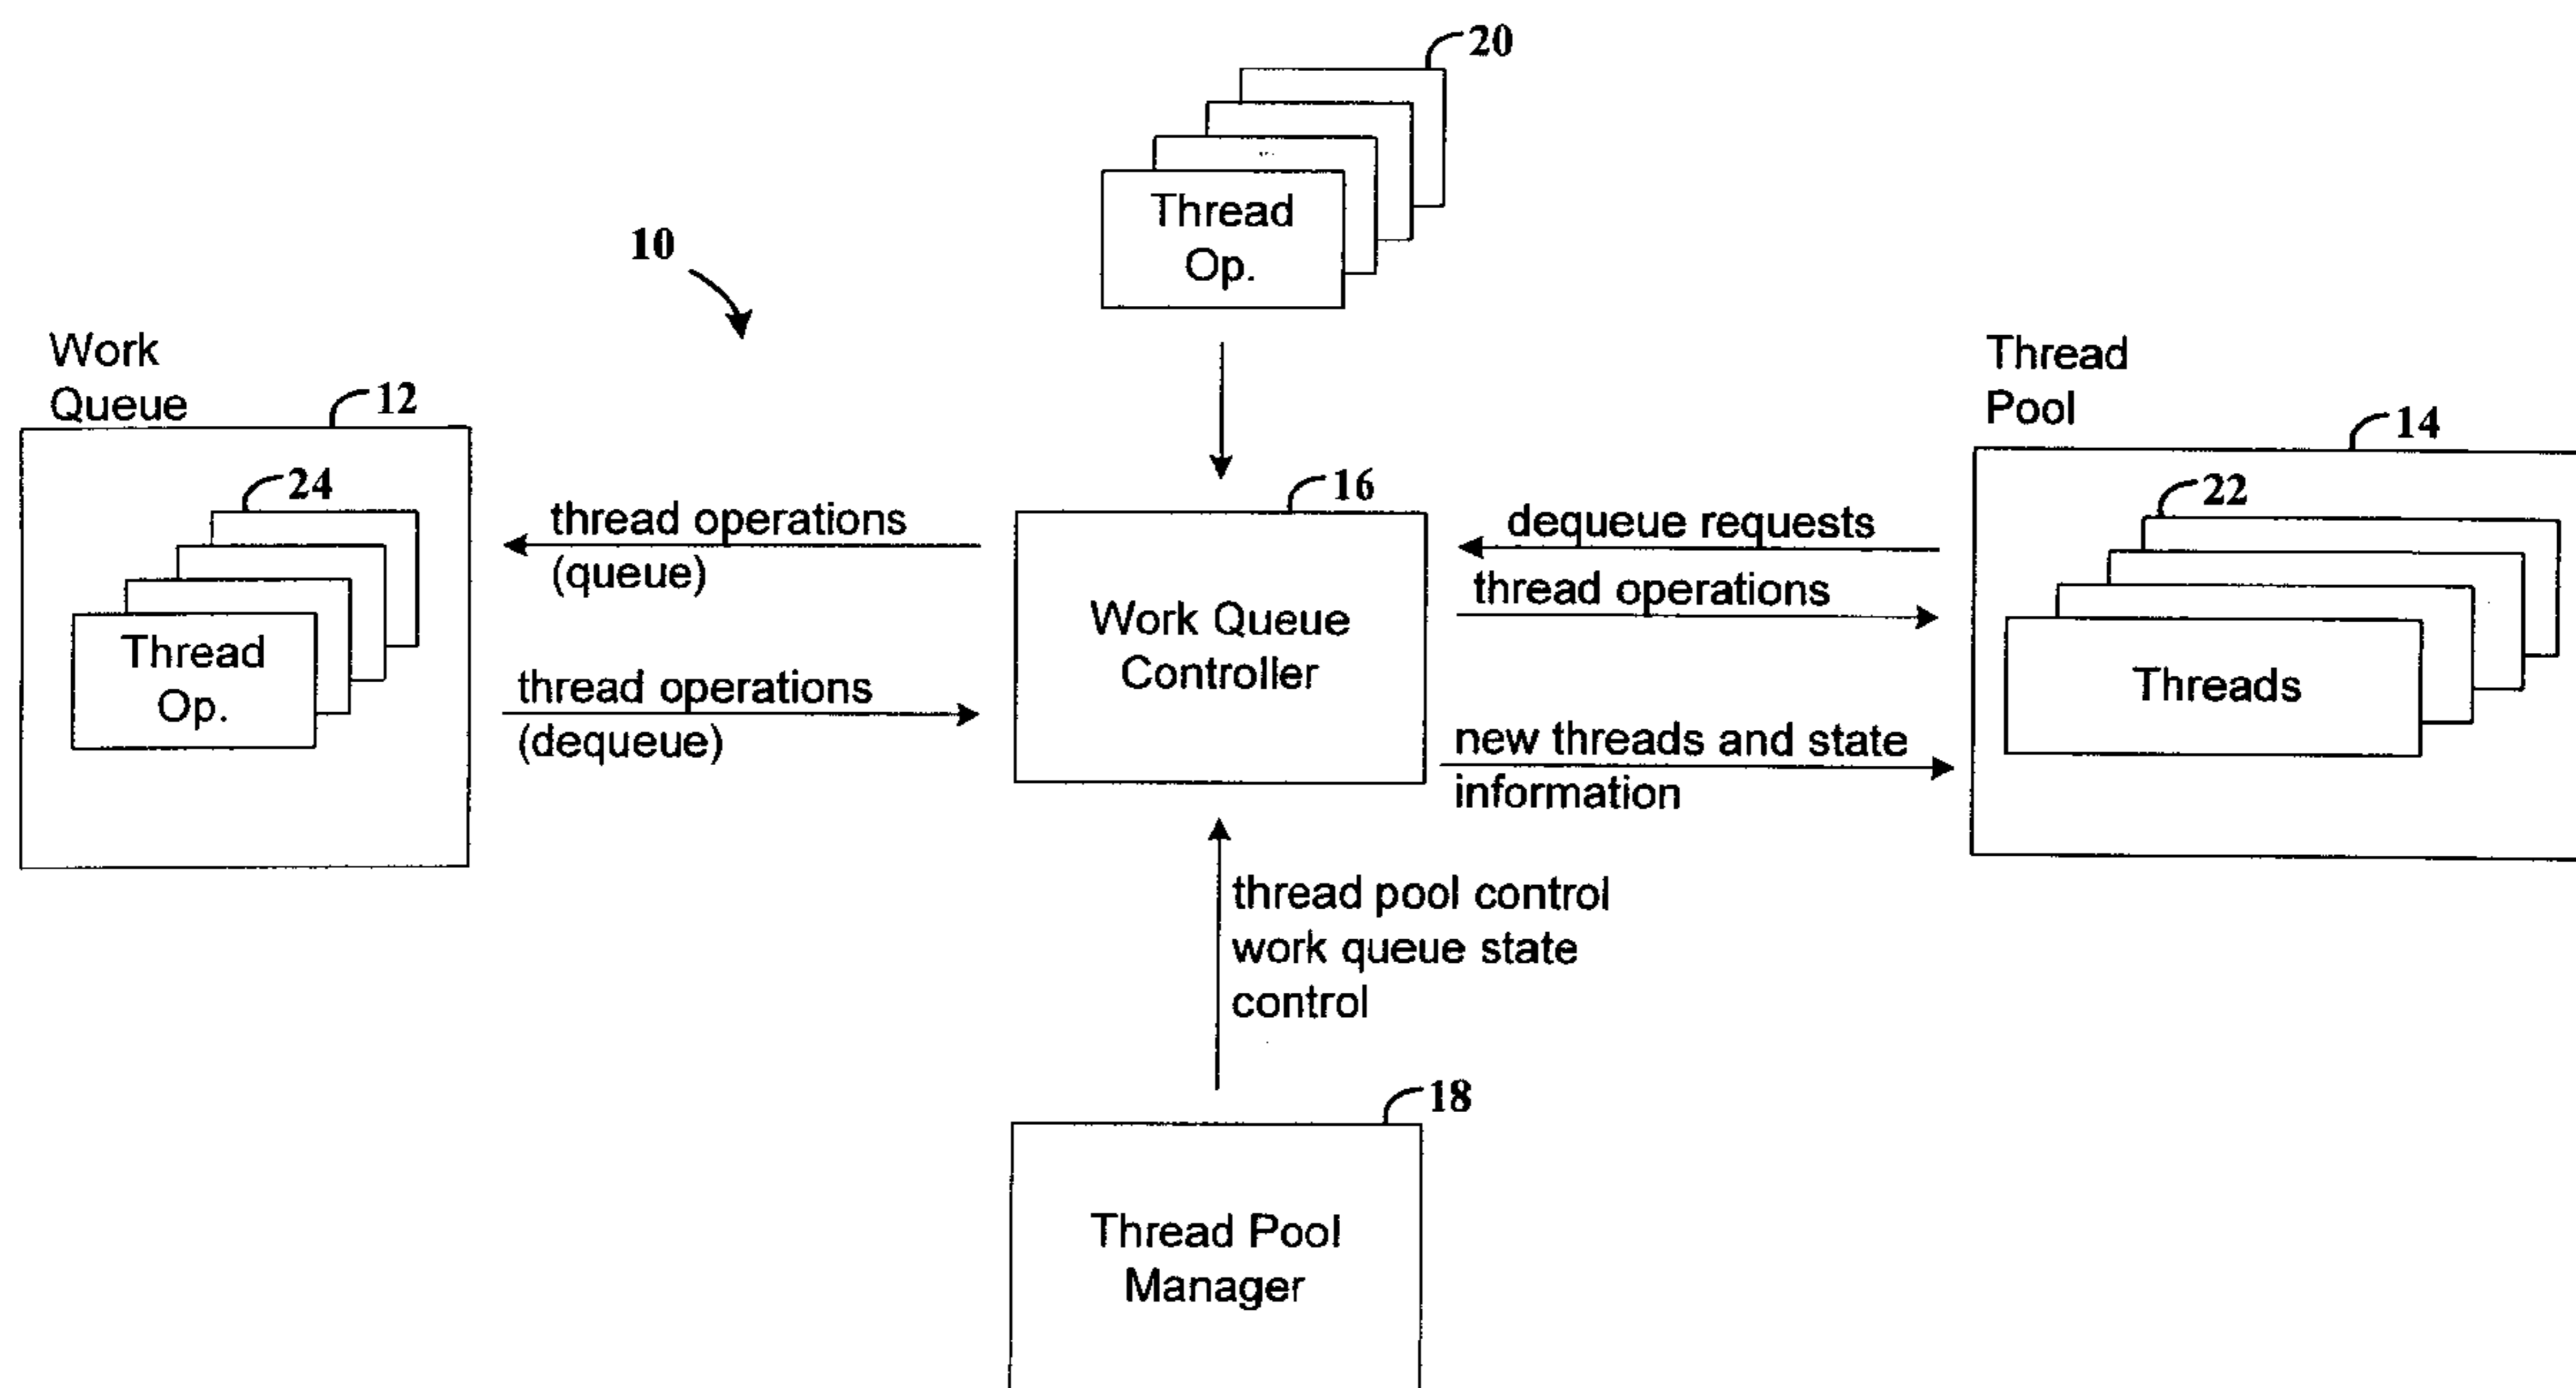 20
Thread
Op.
10
Work
Queue
12
24
Thread
Op.
thread operations
(queue)
thread operations
(dequeue)
16
Work Queue
Controller
Thread
Pool
14
22
Threads
dequeue requests
thread operations
new threads and state
information
thread pool control
work queue state
control
18
Thread Pool
Manager